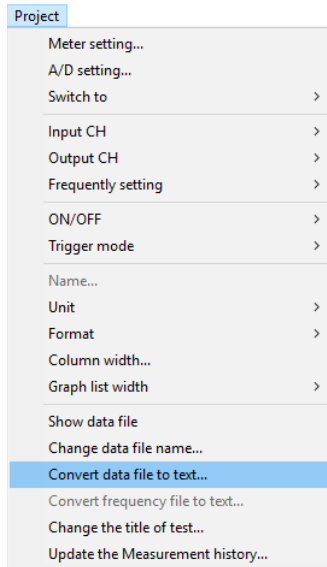 Project
Meter setting...
A/D setting...
Switch to
Input CH
Output CH
Frequently setting
ON/OFF
Trigger mode
Name...
Unit
Format
Column width...
Graph list width
Show data file
Change data file name...
Convert data file to text...
Convert frequency file to text...
Change the title of test...
Update the Measurement history...